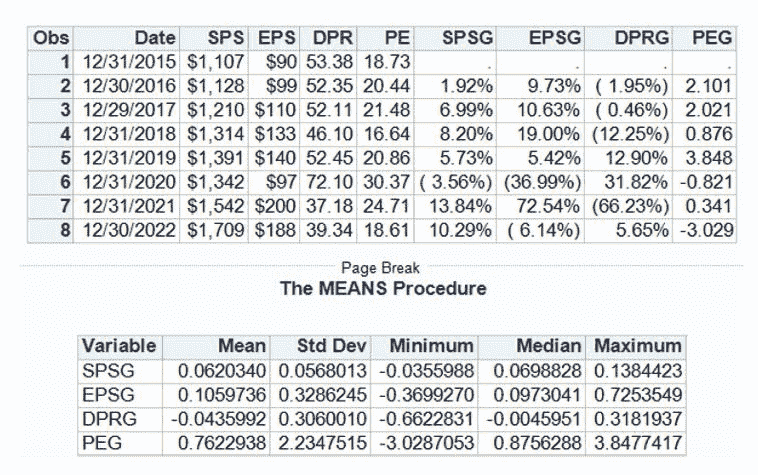 Obs Date SPS EPS DPR PE SPSG EPSG DPRG PEG
1 12/31/2015 $1,107 $90 53.38 18.73 . . . .
2 12/30/2016 $1,128 $99 52.35 20.44 1.92% 9.73% ( 1.95%) 2.101
3 12/29/2017 $1,210 $110 52.11 21.48 6.99% 10.63% ( 0.46%) 2.021
4 12/31/2018 $1,314 $133 46.10 16.64 8.20% 19.00% (12.25%) 0.876
5 12/31/2019 $1,391 $140 52.45 20.86 5.73% 5.42% 12.90% 3.848
6 12/31/2020 $1,342 $97 72.10 30.37 ( 3.56%) (36.99%) 31.82% -0.821
7 12/31/2021 $1,542 $200 37.18 24.71 13.84% 72.54% (66.23%) 0.341
8 12/30/2022 $1,709 $188 39.34 18.61 10.29% ( 6.14%) 5.65% -3.029
Page Break
The MEANS Procedure
Variable Mean Std Dev Minimum Median Maximum
SPSG 0.0620340 0.0568013 -0.0355988 0.0698828 0.1384423
EPSG 0.1059736 0.3286245 -0.3699270 0.0973041 0.7253549
DPRG -0.0435992 0.3060010 -0.6622831 -0.0045951 0.3181937
PEG 0.7622938 2.2347515 -3.0287053 0.8756288 3.8477417